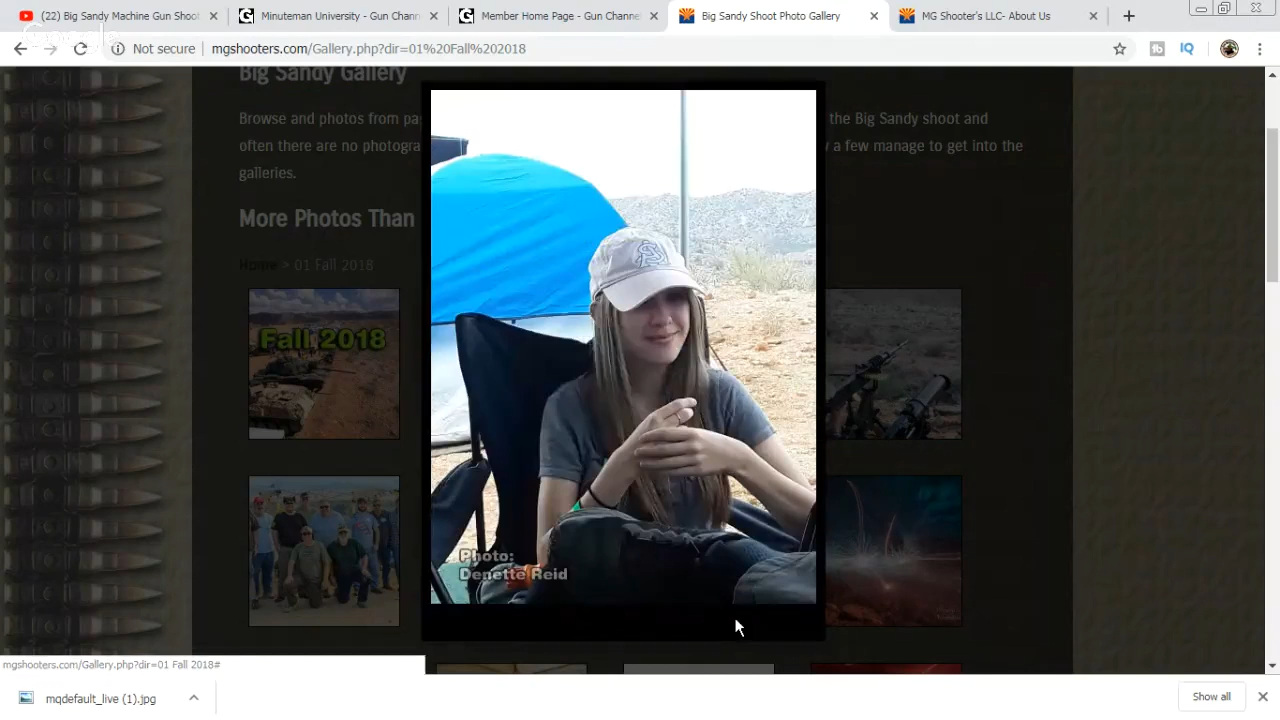 (22) Big Sandy Machine Gun Shoot
Minuteman University - Gun Chann
Member Home Page - Gun Channel
Big Sandy Shoot Photo Gallery
MG Shooter's LLC- About Us
Google
Not secure
mgshooters.com/Gallery.php?dir=01%20Fall%202018
Big Sandy Gallery
Browse and photos from pa
the Big Sandy shoot and
often there are no photogra
a few manage to get into the
galleries.
More Photos Than
Home > 01 Fall 2018
Fall 2018
Photo:
Denette Reid
mgshooters.com/Gallery.php?dir=01 Fall 2018#
mqdefault_live (1).jpg
Show all